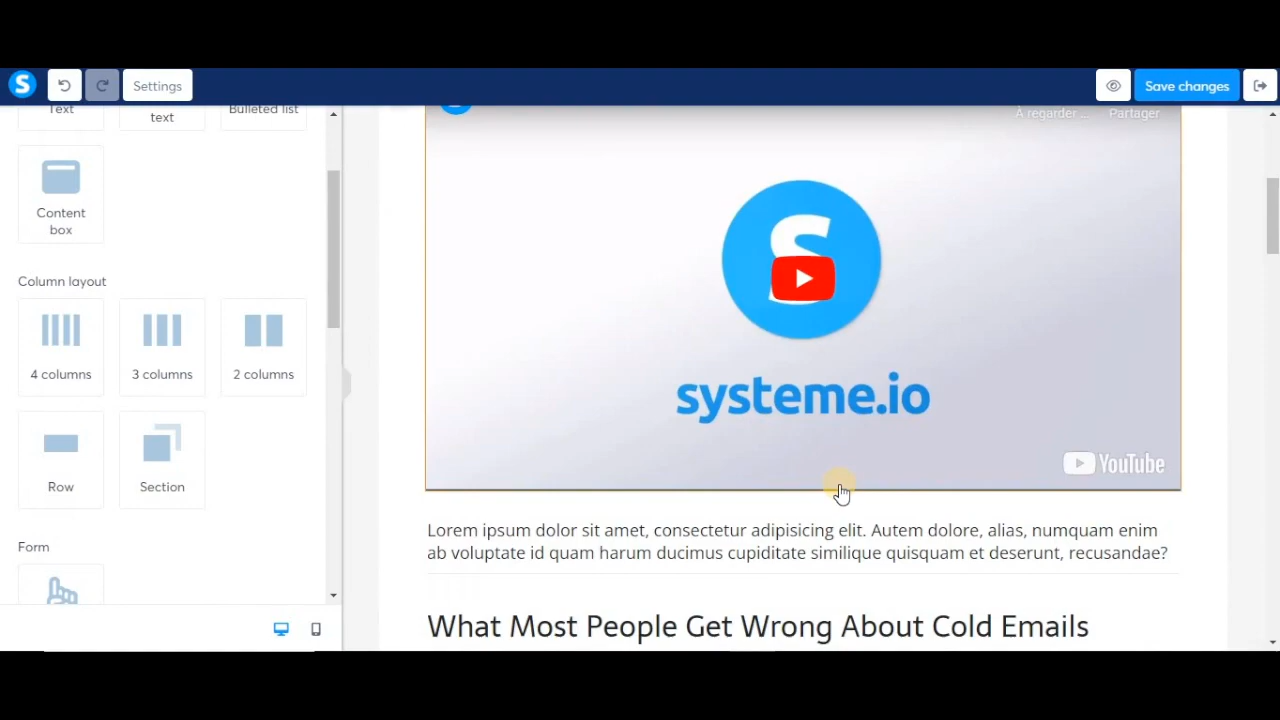 S
Settings
Save changes
Text
text
Bulleted list
À regarder ...
Partager
Content
box
Column layout
4 columns
3 columns
2 columns
Row
Section
Form
S
systeme.io
YouTube
Lorem ipsum dolor sit amet, consectetur adipisicing elit. Autem dolore, alias, numquam enim
ab voluptate id quam harum ducimus cupiditate similique quisquam et deserunt, recusandae?
What Most People Get Wrong About Cold Emails